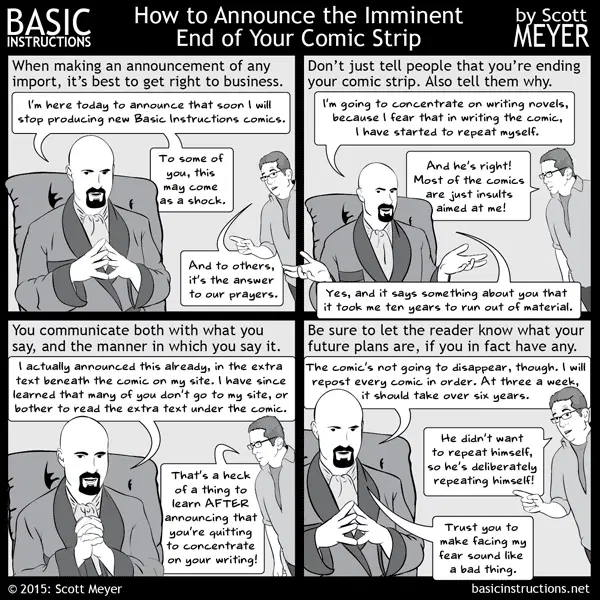 BASIC
INSTRUCTIONS
How to Announce the Imminent
End of Your Comic Strip
by Scott
MEYER
When making an announcement of any
import, it's best to get right to business.
I'm here today to announce that soon I will
stop producing new Basic Instructions comics.
To some of
you, this
may come
as a shock.
And to others,
it's the answer
to our prayers.
Don't just tell people that you're ending
your comic strip. Also tell them why.
I'm going to concentrate on writing novels,
because I fear that in writing the comic,
I have started to repeat myself.
And he's right!
Most of the comics
are just insults
aimed at me!
Yes, and it says something about you that
it took me ten years to run out of material.
You communicate both with what you
say, and the manner in which you say it.
I actually announced this already, in the extra
text beneath the comic on my site. I have since
learned that many of you don't go to my site, or
bother to read the extra text under the comic.
That's a heck
of a thing to
learn AFTER
announcing that
you're quitting
to concentrate
on your writing!
Be sure to let the reader know what your
future plans are, if you in fact have any.
The comic's not going to disappear, though. I will
repost every comic in order. At three a week,
it should take over six years.
He didn't want
to repeat himself,
so he's deliberately
repeating himself!
Trust you to
make facing my
fear sound like
a bad thing.
© 2015: Scott Meyer
basicinstructions.net